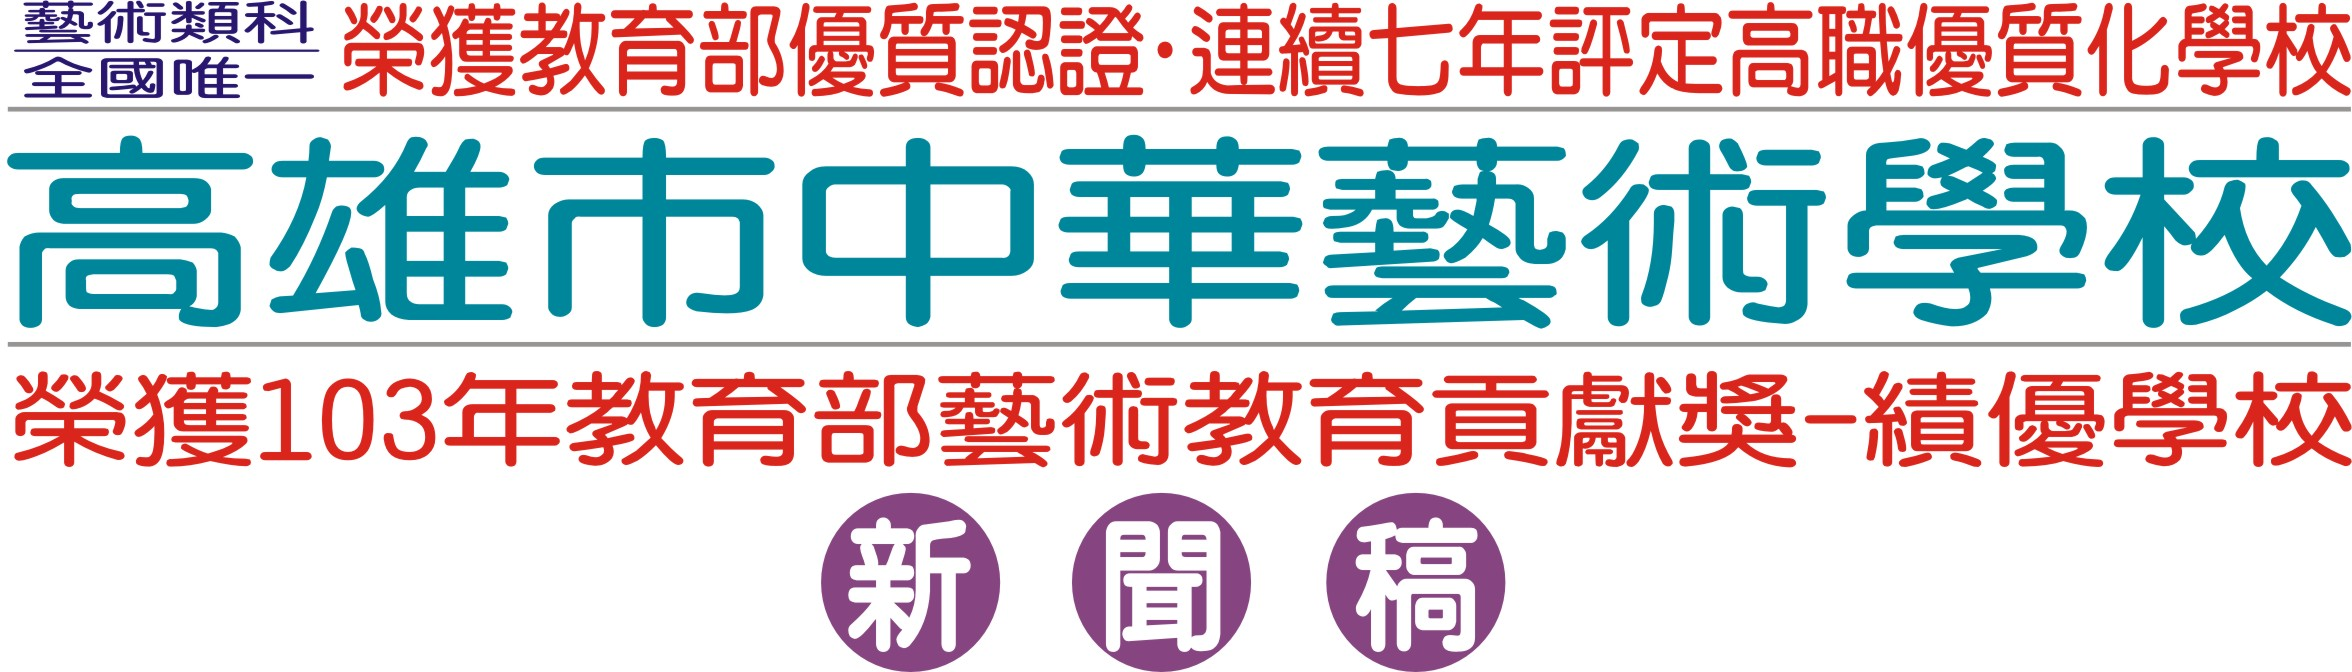 藝術類科
全國唯一
榮獲教育部優質認證·連續七年評定高職優質化學校
高雄市中華藝術學校
榮獲103年教育部藝術教育貢獻獎-績優學校
新聞稿